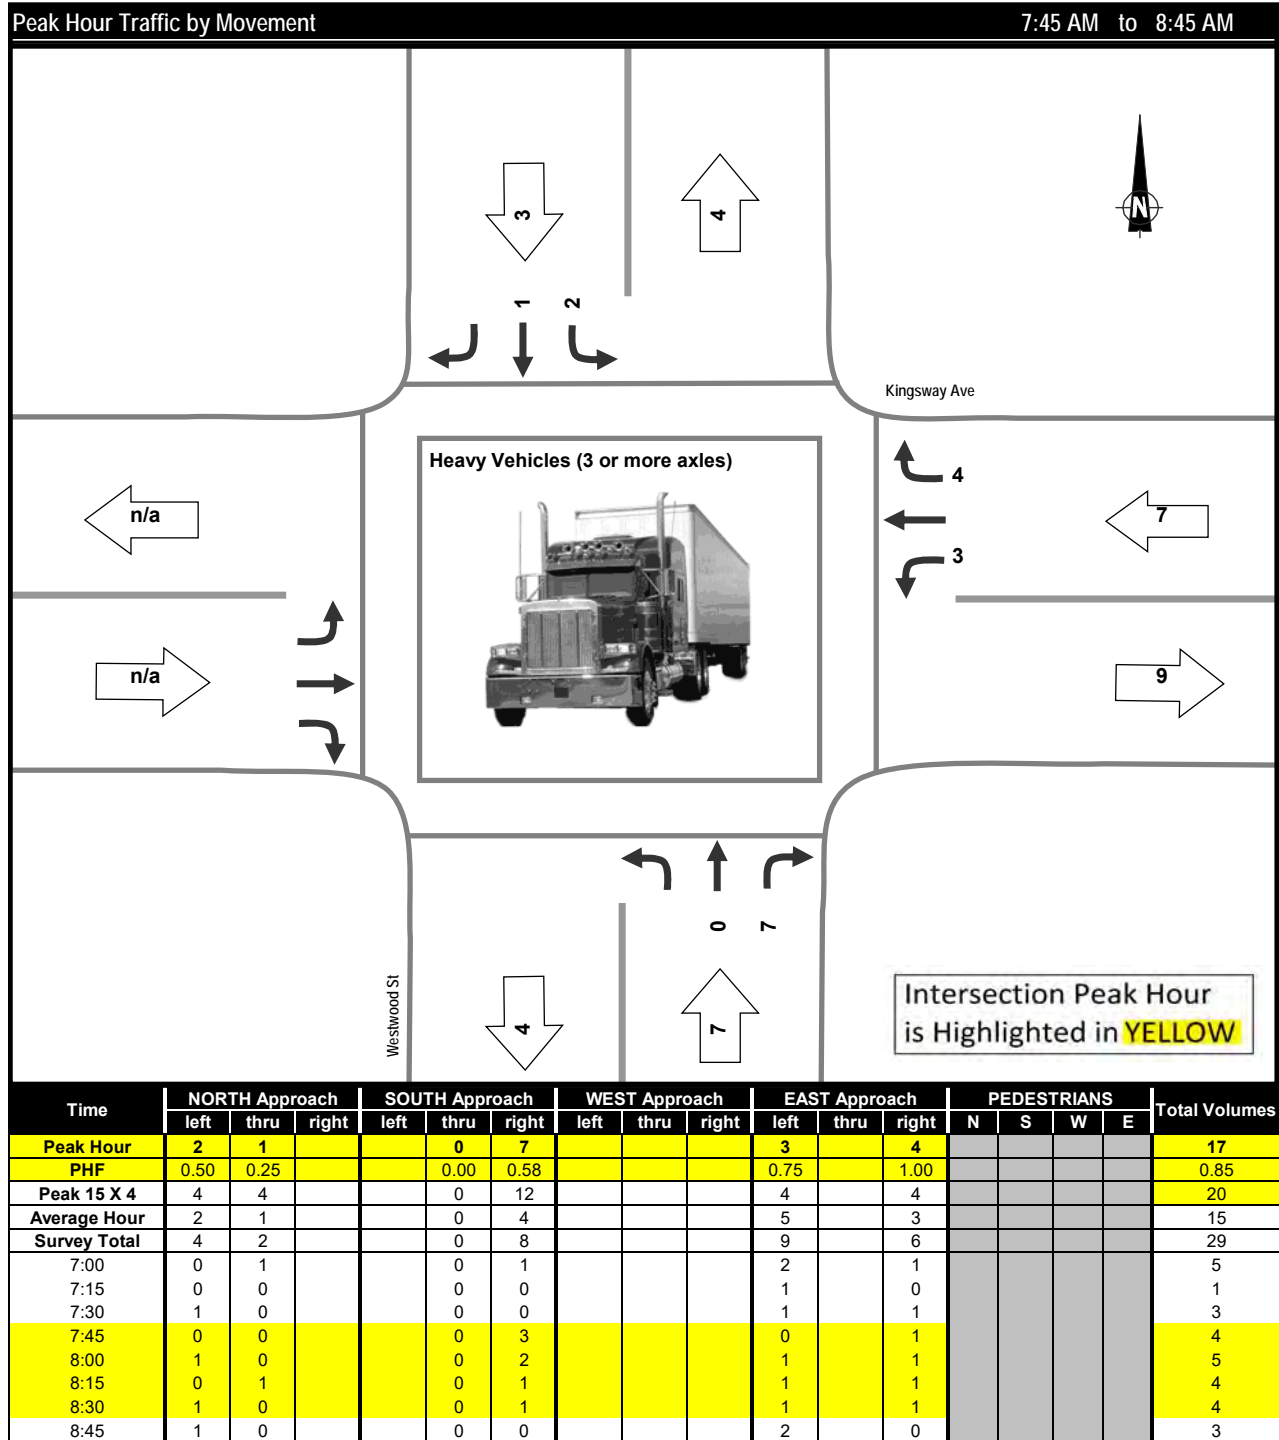 Peak Hour Traffic by Movement 7:45 AM to 8:45 AM
3 4
N
1 2
Kingsway Ave
Heavy Vehicles (3 or more axles)
4
n/a 7
3
n/a 9
0 7
Westwood St
4 7
Intersection Peak Hour
is Highlighted in YELLOW
Time NORTH Approach SOUTH Approach WEST Approach EAST Approach PEDESTRIANS Total Volumes
left thru right left thru right left thru right left thru right N S W E
Peak Hour 2 1 0 7 3 4 17
PHF 0.50 0.25 0.00 0.58 0.75 1.00 0.85
Peak 15 X 4 4 4 0 12 4 4 20
Average Hour 2 1 0 4 5 3 15
Survey Total 4 2 0 8 9 6 29
7:00 0 1 0 1 2 1 5
7:15 0 0 0 0 1 0 1
7:30 1 0 0 0 1 1 3
7:45 0 0 0 3 0 1 4
8:00 1 0 0 2 1 1 5
8:15 0 1 0 1 1 1 4
8:30 1 0 0 1 1 1 4
8:45 1 0 0 0 2 0 3